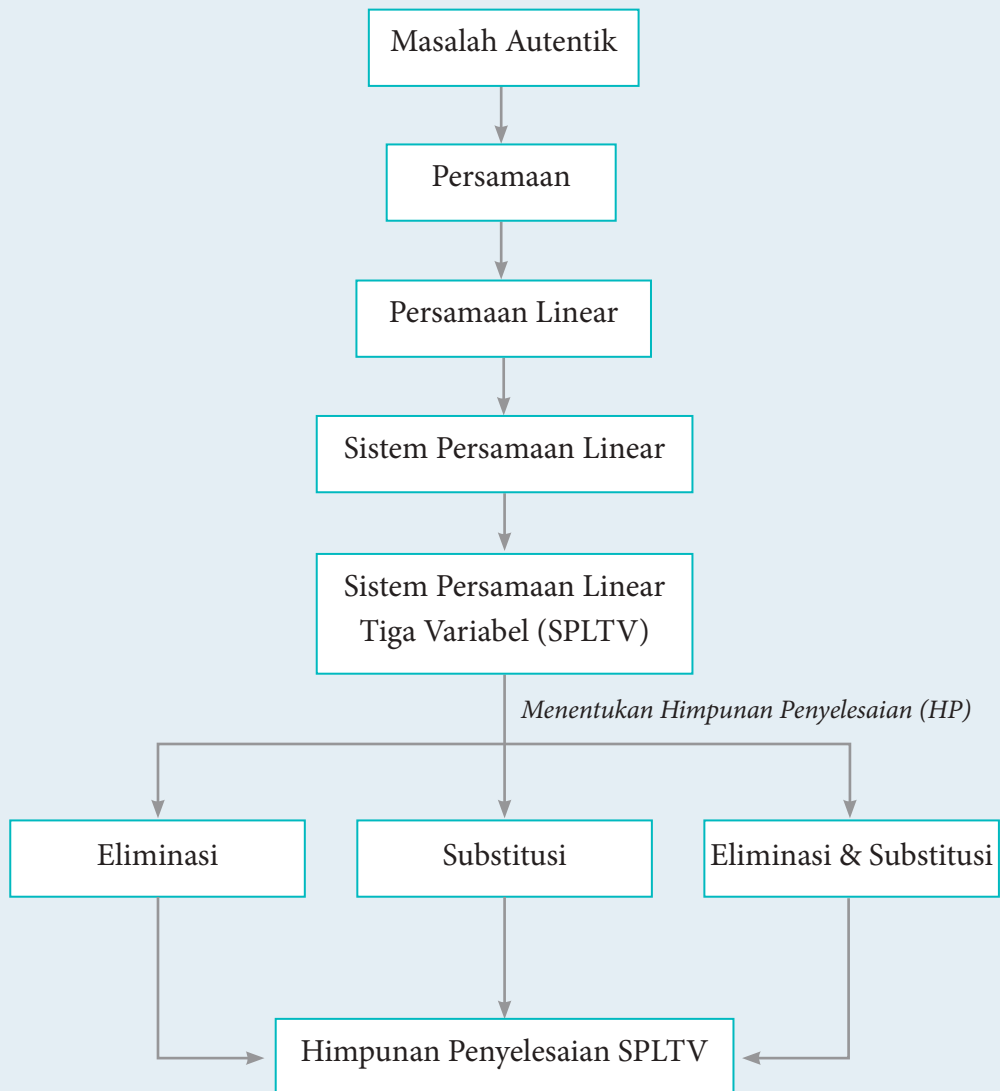 Masalah Autentik
Persamaan
Persamaan Linear
Sistem Persamaan Linear
Sistem Persamaan Linear
Tiga Variabel (SPLTV)
Menentukan Himpunan Penyelesaian (HP)
Eliminasi
Substitusi
Eliminasi & Substitusi
Himpunan Penyelesaian SPLTV